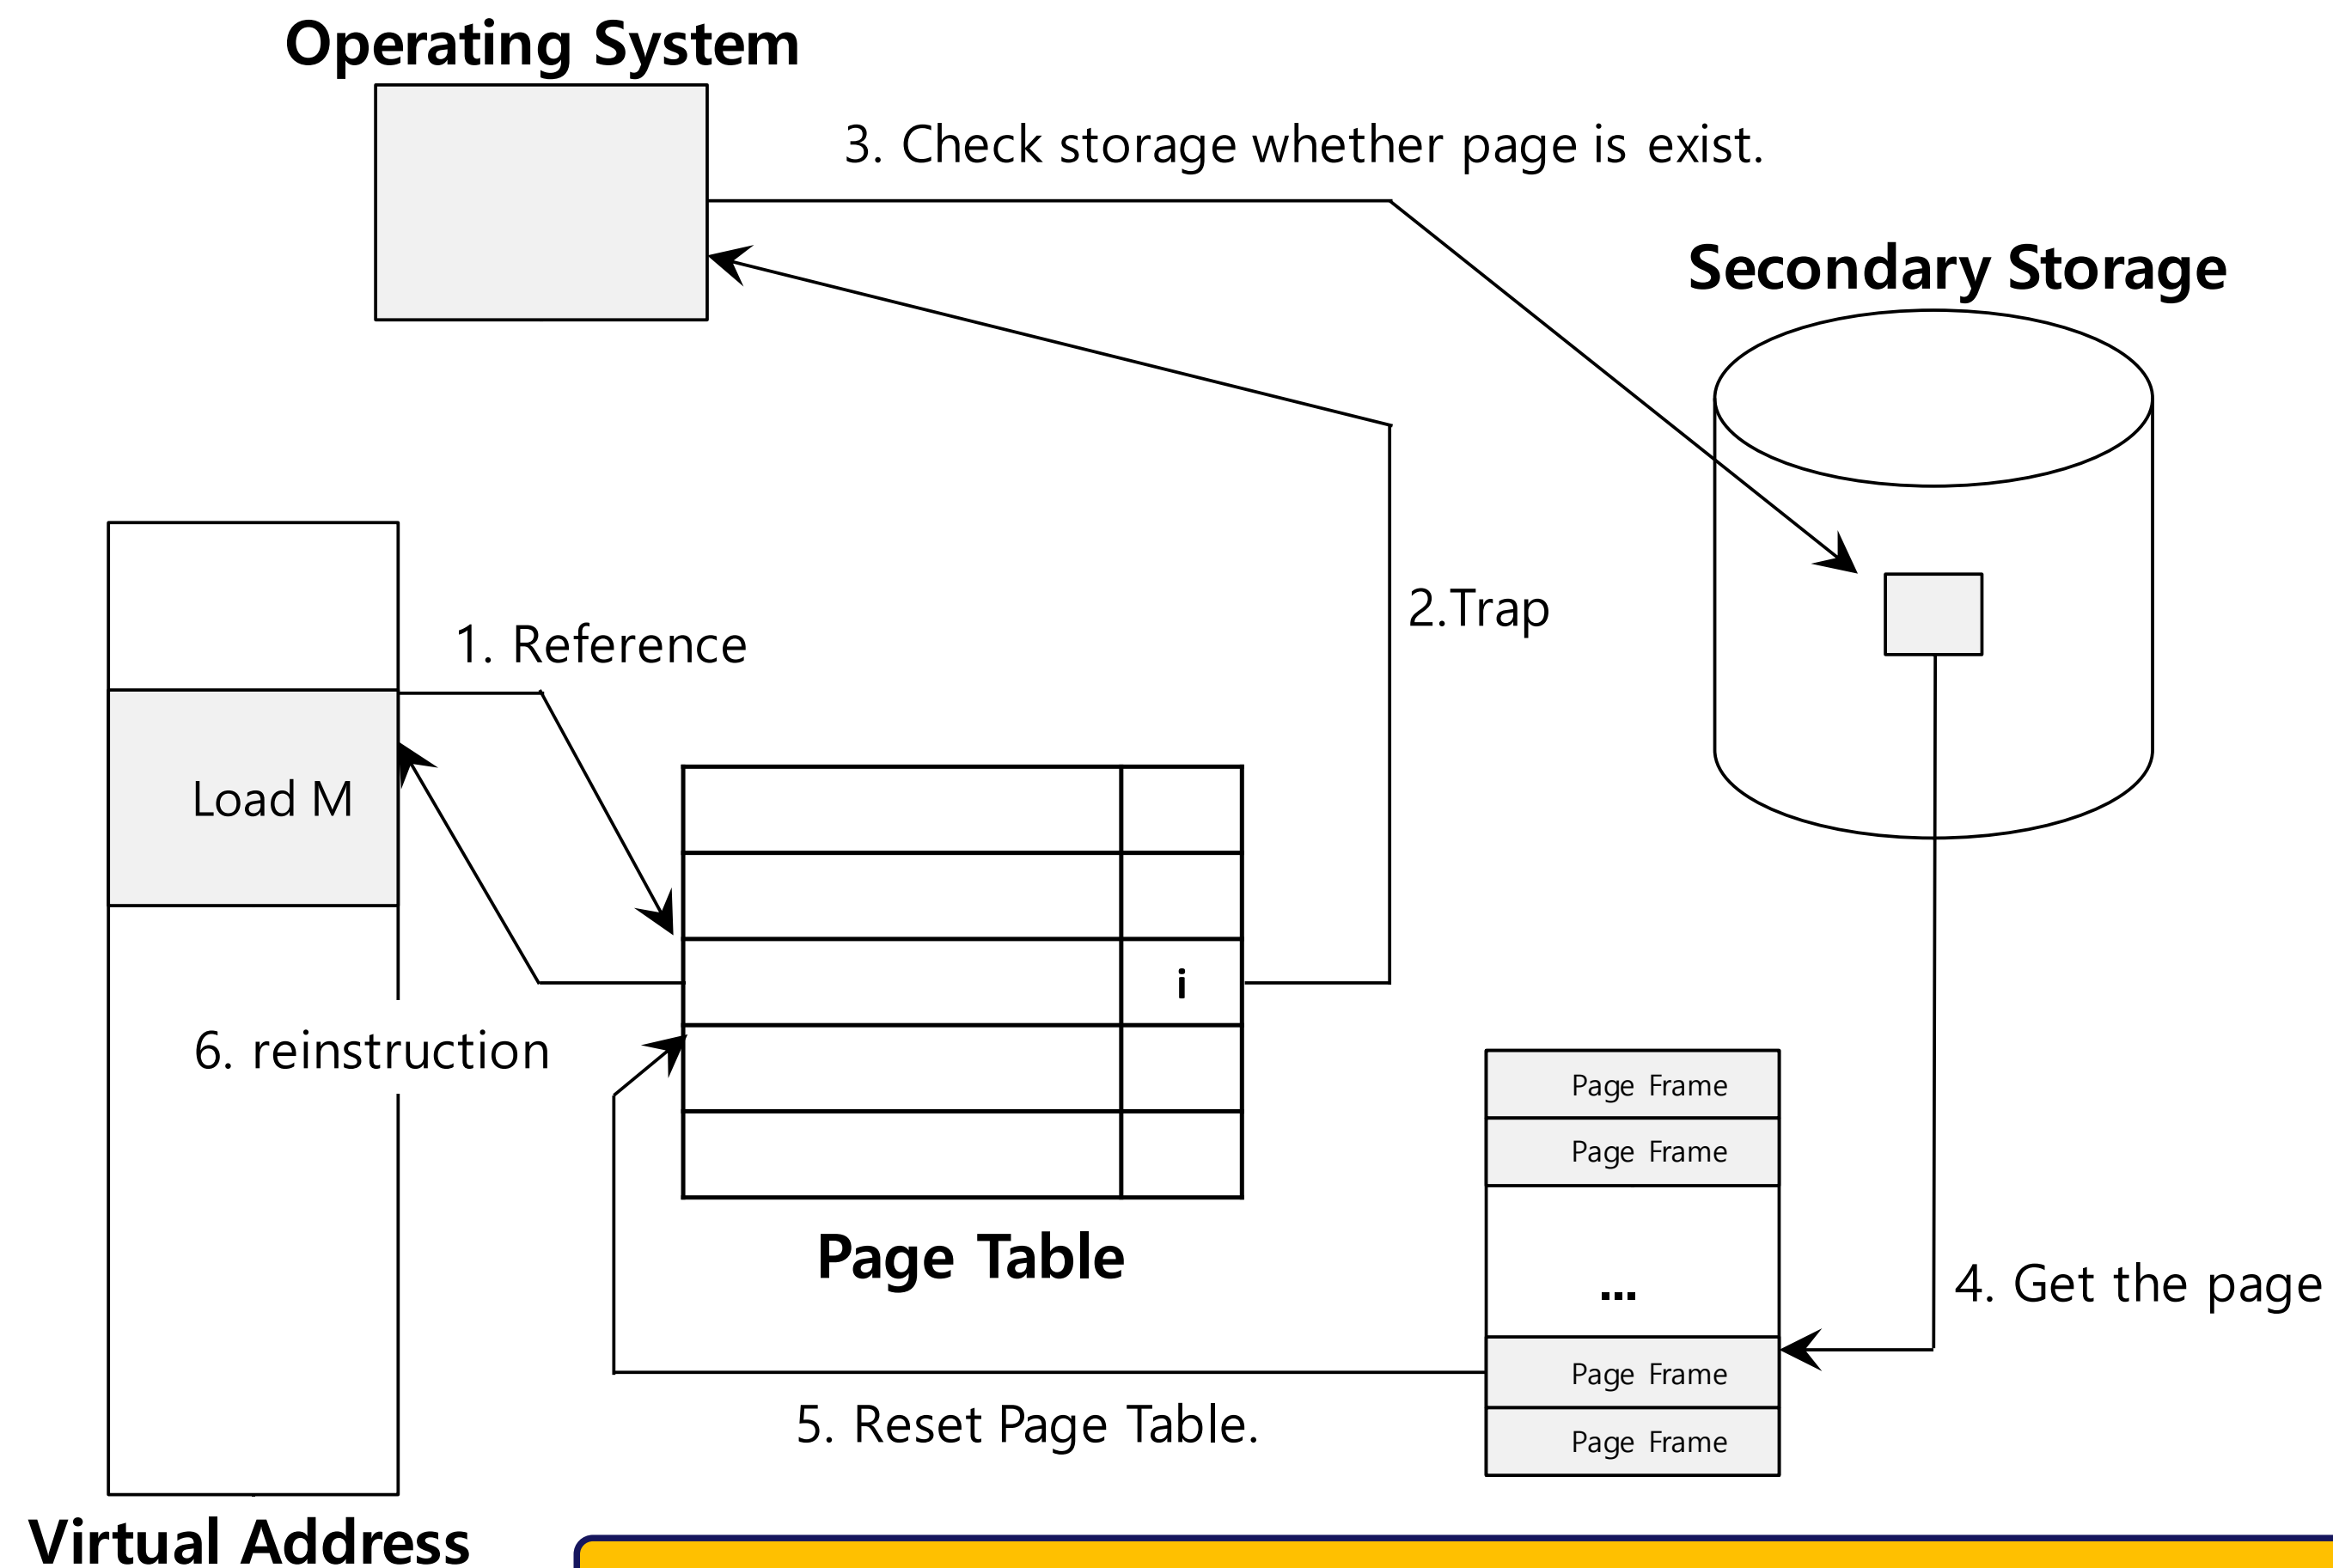 Operating System
3. Check storage whether page is exist.
Secondary Storage
2.Trap
1. Reference
Load M
i
6. reinstruction
Page Frame
Page Frame
Page Table
...
4. Get the page
Page Frame
5. Reset Page Table.
Page Frame
Virtual Address